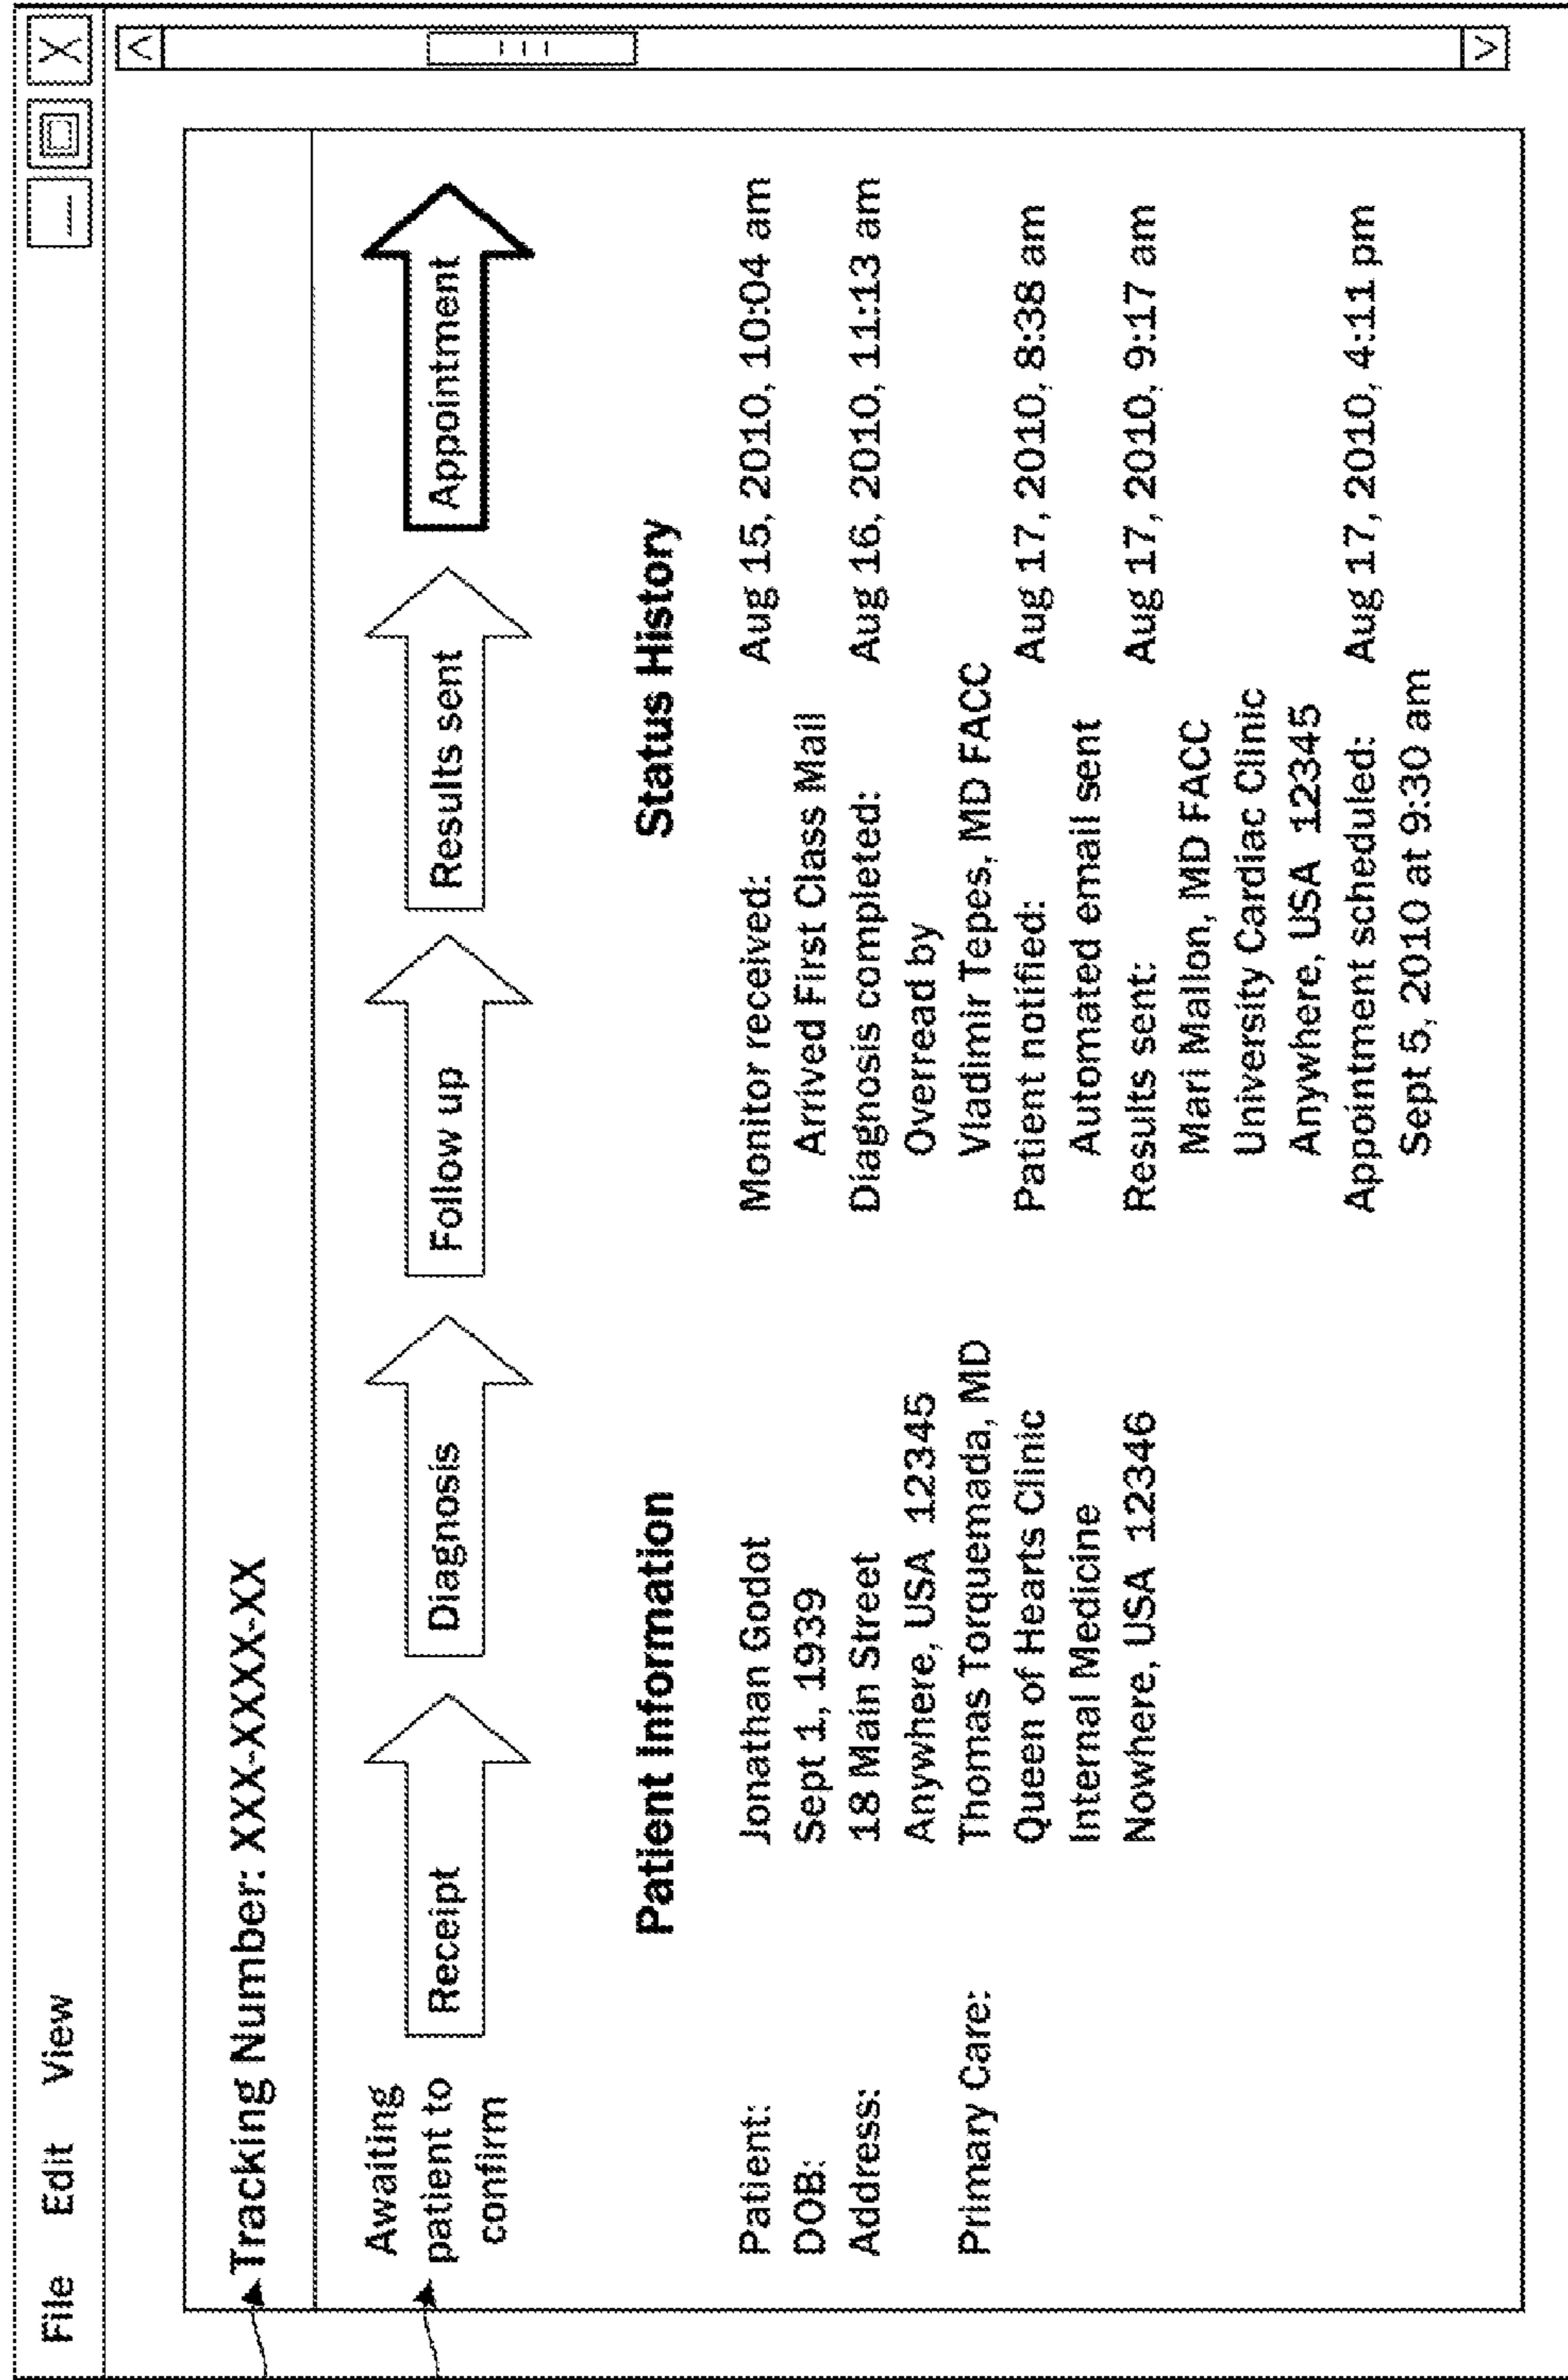 File Edit View
Tracking Number: XXX-XXXX-XX
Awaiting
patient to
confirm
Receipt
Diagnosis
Follow up
Results sent
Appointment
Patient Information
Patient: Jonathan Godot
DOB: Sept 1, 1939
Address: 18 Main Street
Anywhere, USA 12345
Primary Care: Thomas Torquemada, MD
Queen of Hearts Clinic
Internal Medicine
Nowhere, USA 12346
Status History
Monitor received: Aug 15, 2010, 10:04 am
Arrived First Class Mail
Diagnosis completed: Aug 16, 2010, 11:13 am
Overread by
Vladimir Tepes, MD FACC
Patient notified: Aug 17, 2010, 8:38 am
Automated email sent
Results sent: Aug 17, 2010, 9:17 am
Mari Mallon, MD FACC
University Cardiac Clinic
Anywhere, USA 12345
Appointment scheduled: Aug 17, 2010, 4:11 pm
Sept 5, 2010 at 9:30 am